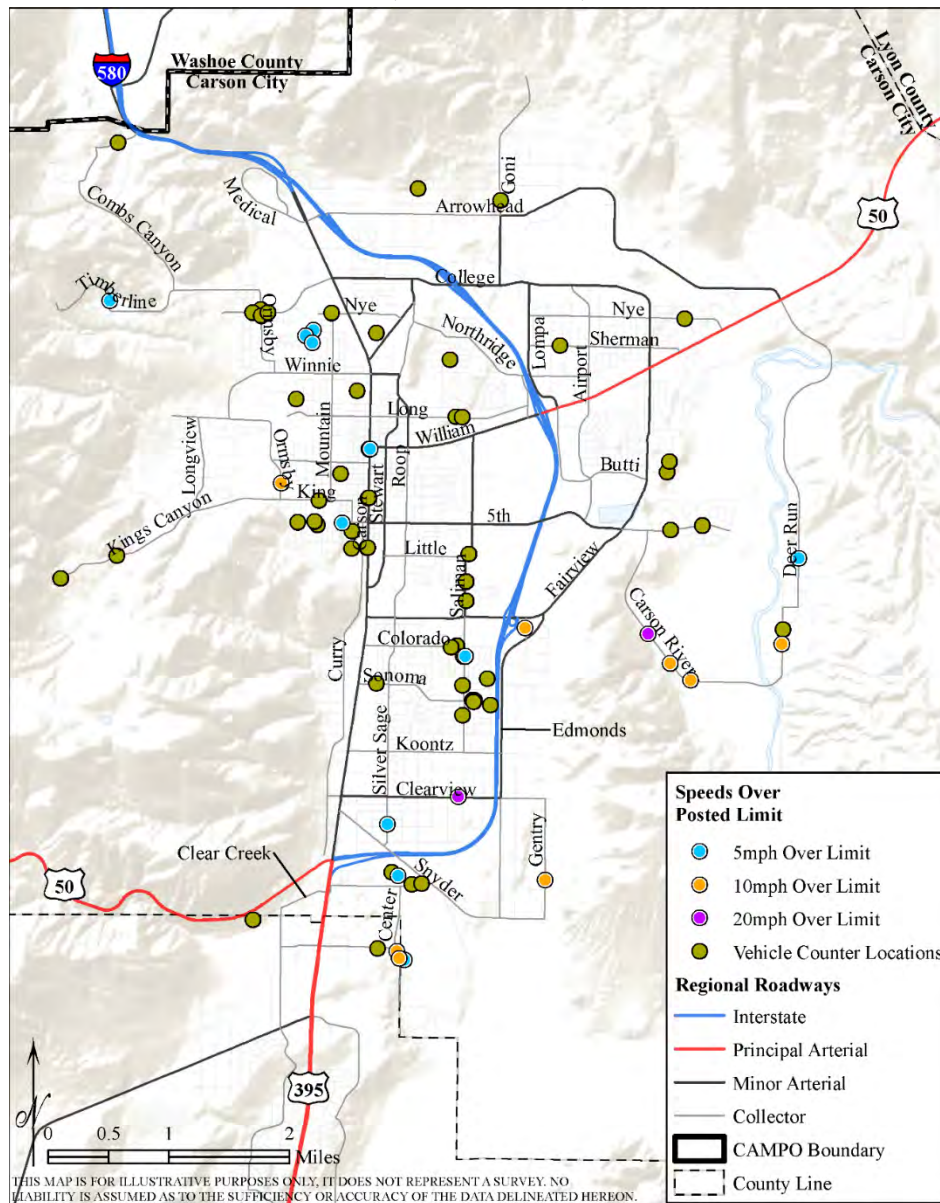 580
Washoe County
Carson City
Lyon County
Carson City
50
Goni
Medical
Arrowhead
Combs Canyon
Timberline
College
Ormsby
Nye
Nye
Northridge
Lompa
Sherman
Airport
Winnie
Long
William
Mountain
Longview
Ormsby
Roop
Stewart
Butti
King
Kings Canyon
Carson
5th
Little
Saliman
Fairview
Deer Run
Carson River
Colorado
Curry
Sonoma
Edmonds
Silver Sage
Koontz
Clearview
Gentry
Clear Creek
Snyder
50
Center
395
Speeds Over
Posted Limit
5mph Over Limit
10mph Over Limit
20mph Over Limit
Vehicle Counter Locations
Regional Roadways
Interstate
Principal Arterial
Minor Arterial
Collector
CAMPO Boundary
County Line
N
0 0.5 1 2
Miles
THIS MAP IS FOR ILLUSTRATIVE PURPOSES ONLY, IT DOES NOT REPRESENT A SURVEY. NO
LIABILITY IS ASSUMED AS TO THE SUFFICIENCY OR ACCURACY OF THE DATA DELINEATED HEREON.